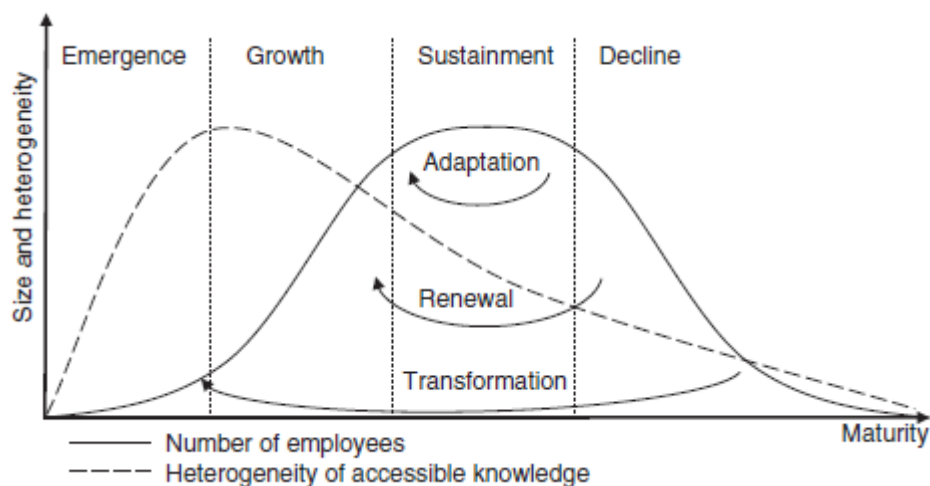 Emergence
Growth
Sustainment
Decline
Size and heterogeneity
Adaptation
Renewal
Transformation
Maturity
Number of employees
Heterogeneity of accessible knowledge